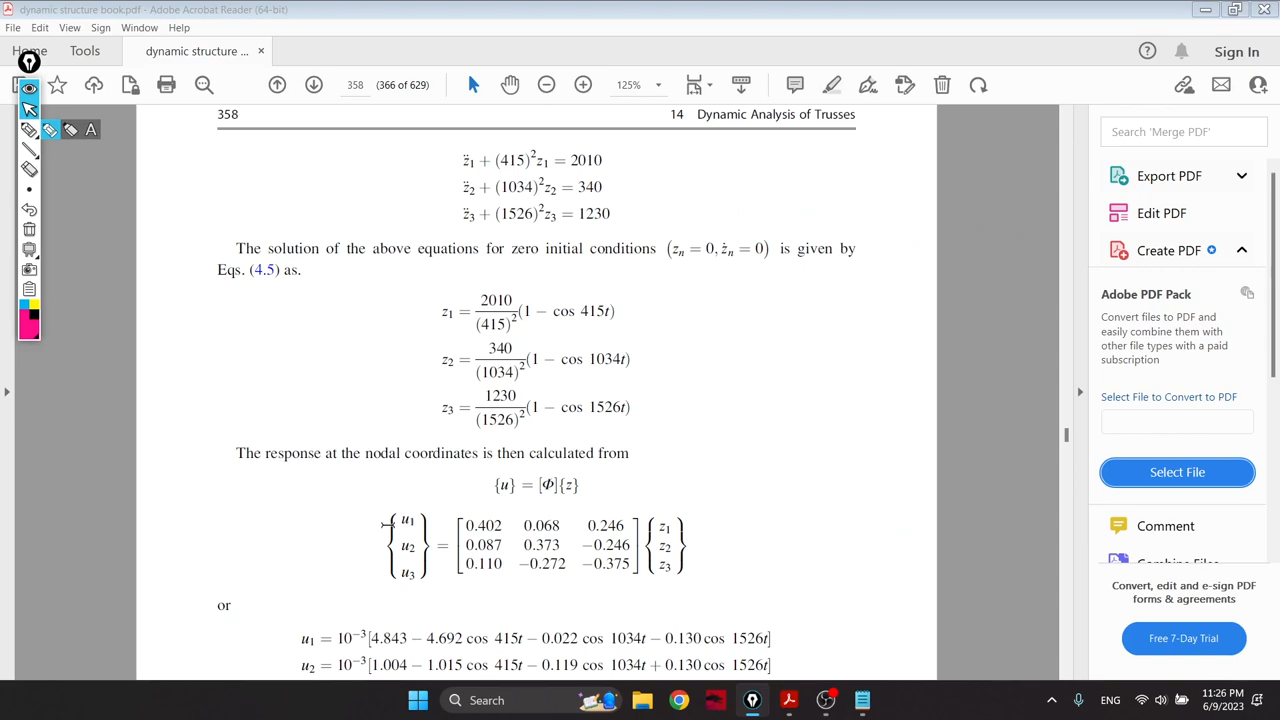 dynamic structure book.pdf - Adobe Acrobat Reader (64-bit)
File Edit View Sign Window Help
Home Tools dynamic structure ... × Sign In
358 (366 of 629) 125%
358 14 Dynamic Analysis of Trusses
z̈₁ + (415)²z₁ = 2010
z̈₂ + (1034)²z₂ = 340
z̈₃ + (1526)²z₃ = 1230
The solution of the above equations for zero initial conditions (zₙ = 0, żₙ = 0) is given by
Eqs. (4.5) as.
z₁ = 2010/(415)² (1 − cos 415t)
z₂ = 340/(1034)² (1 − cos 1034t)
z₃ = 1230/(1526)² (1 − cos 1526t)
The response at the nodal coordinates is then calculated from
{u} = [Φ]{z}
u₁ 0.402 0.068 0.246 z₁
u₂ = 0.087 0.373 −0.246 z₂
u₃ 0.110 −0.272 −0.375 z₃
or
u₁ = 10⁻³[4.843 − 4.692 cos 415t − 0.022 cos 1034t − 0.130 cos 1526t]
u₂ = 10⁻³[1.004 − 1.015 cos 415t − 0.119 cos 1034t + 0.130 cos 1526t]
A
Search 'Merge PDF'
Export PDF
Edit PDF
Create PDF
Adobe PDF Pack
Convert files to PDF and
easily combine them with
other file types with a paid
subscription
Select File to Convert to PDF
Select File
Comment
Combine Files
Convert, edit and e-sign PDF
forms & agreements
Free 7-Day Trial
Search
ENG
11:26 PM
6/9/2023